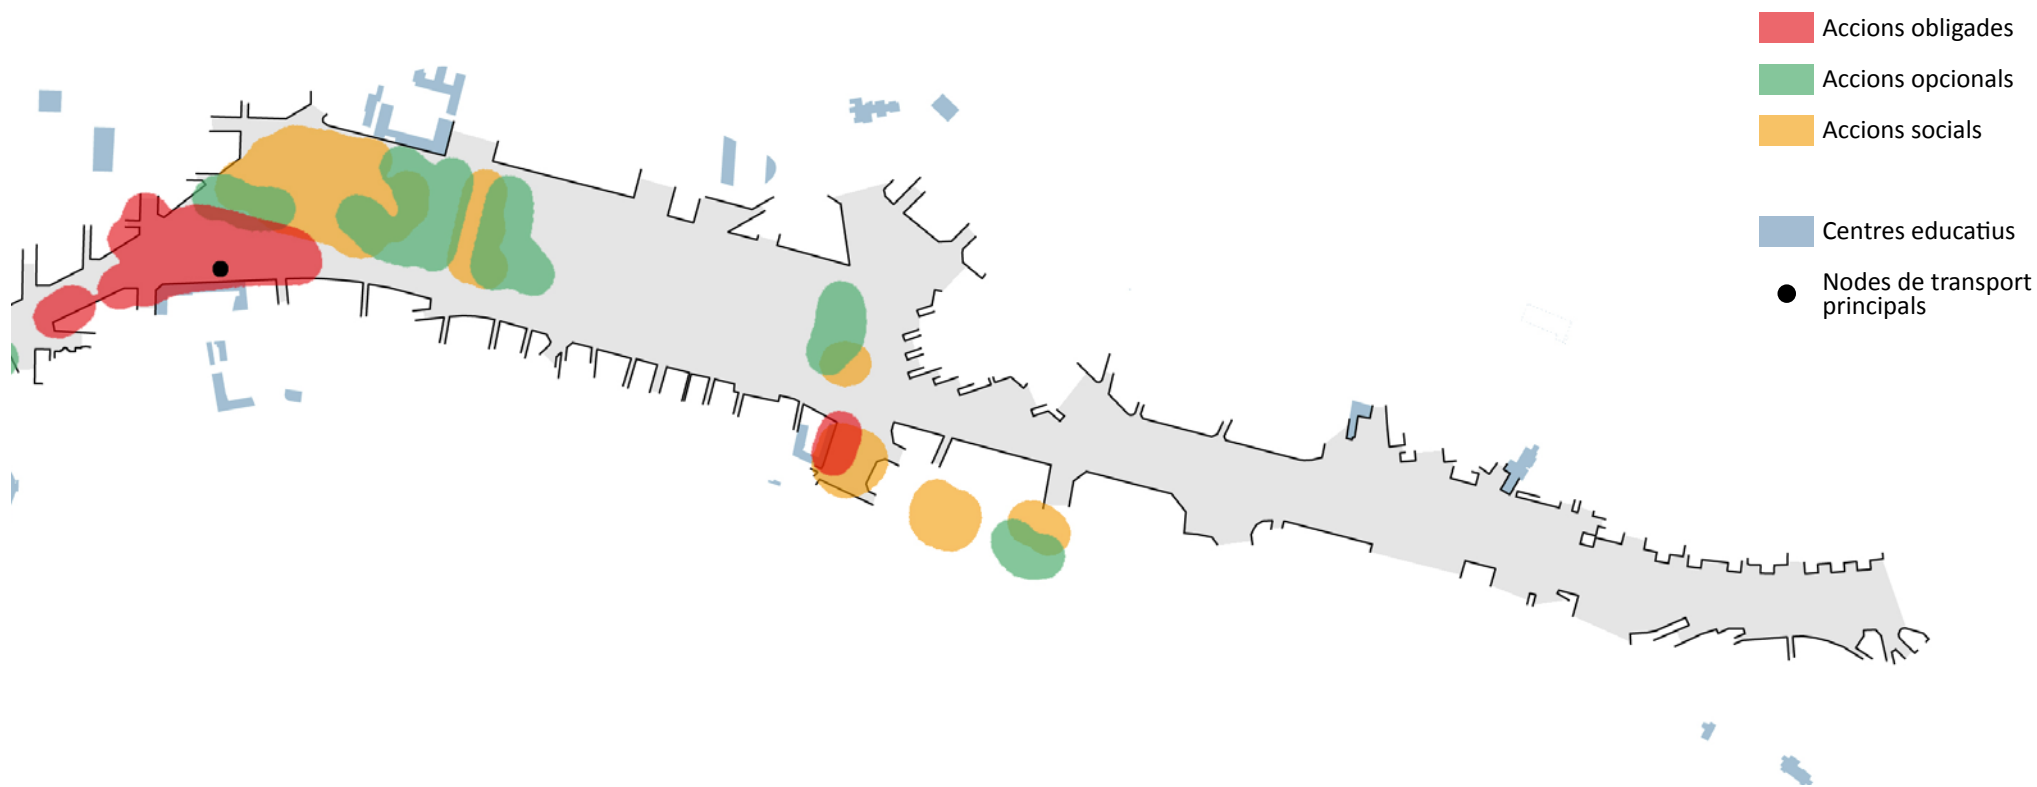 Accions obligades
Accions opcionals
Accions socials
Centres educatius
Nodes de transport
principals